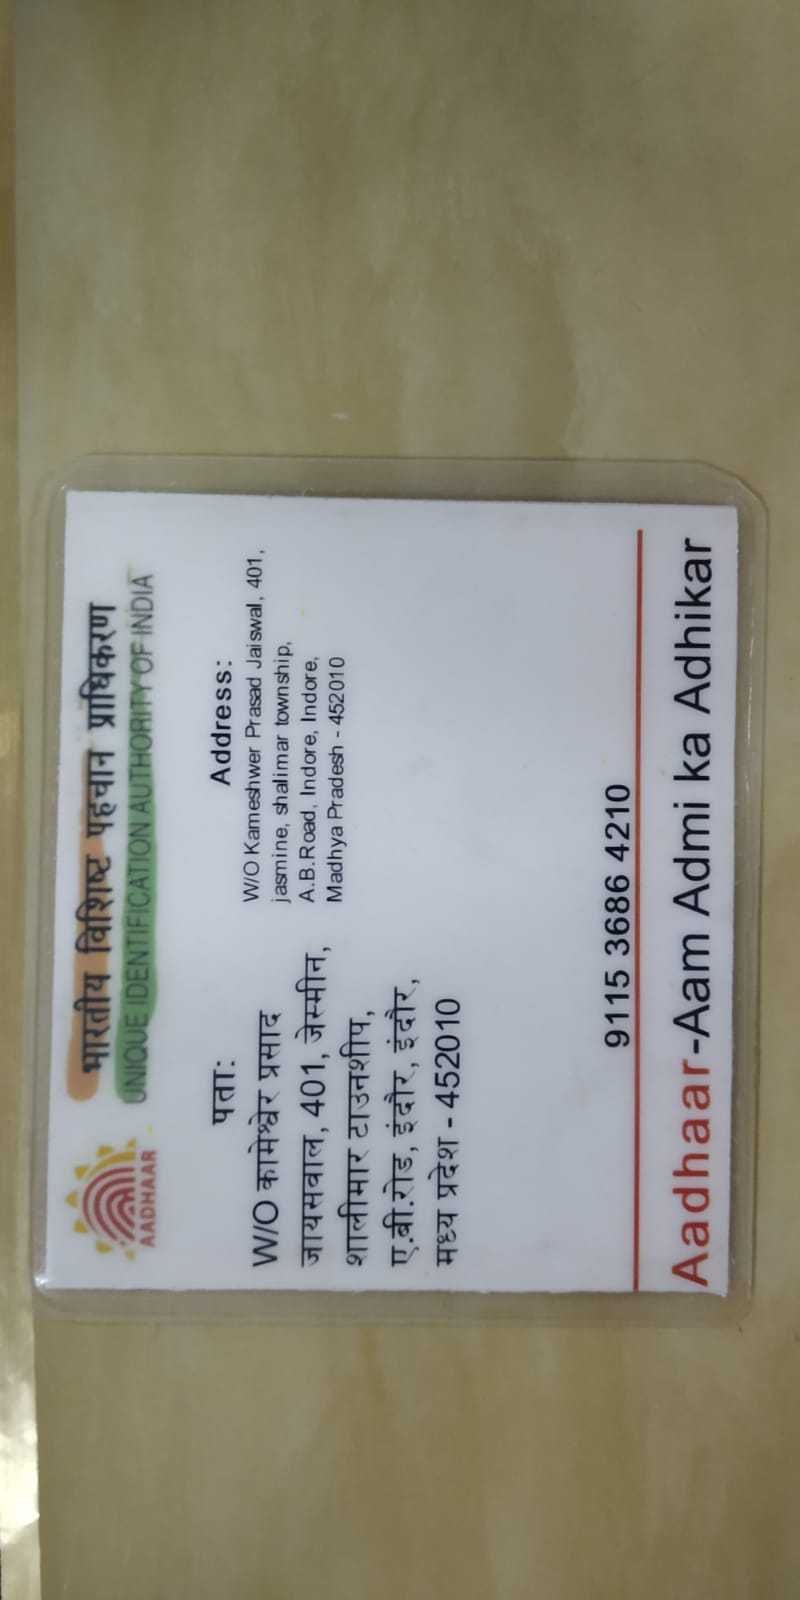 भारतीय विशिष्ट पहचान प्राधिकरण
UNIQUE IDENTIFICATION AUTHORITY OF INDIA
AADHAAR
पता:
W/O कामेश्वेर प्रसाद
जायसवाल, 401, जेस्मीन,
शालीमार टाउनशीप,
ए.बी.रोड, इंदौर, इंदौर,
मध्य प्रदेश - 452010
Address:
W/O Kameshwer Prasad Jaiswal, 401,
jasmine, shalimar township,
A.B.Road, Indore, Indore,
Madhya Pradesh - 452010
9115 3686 4210
Aadhaar-Aam Admi ka Adhikar